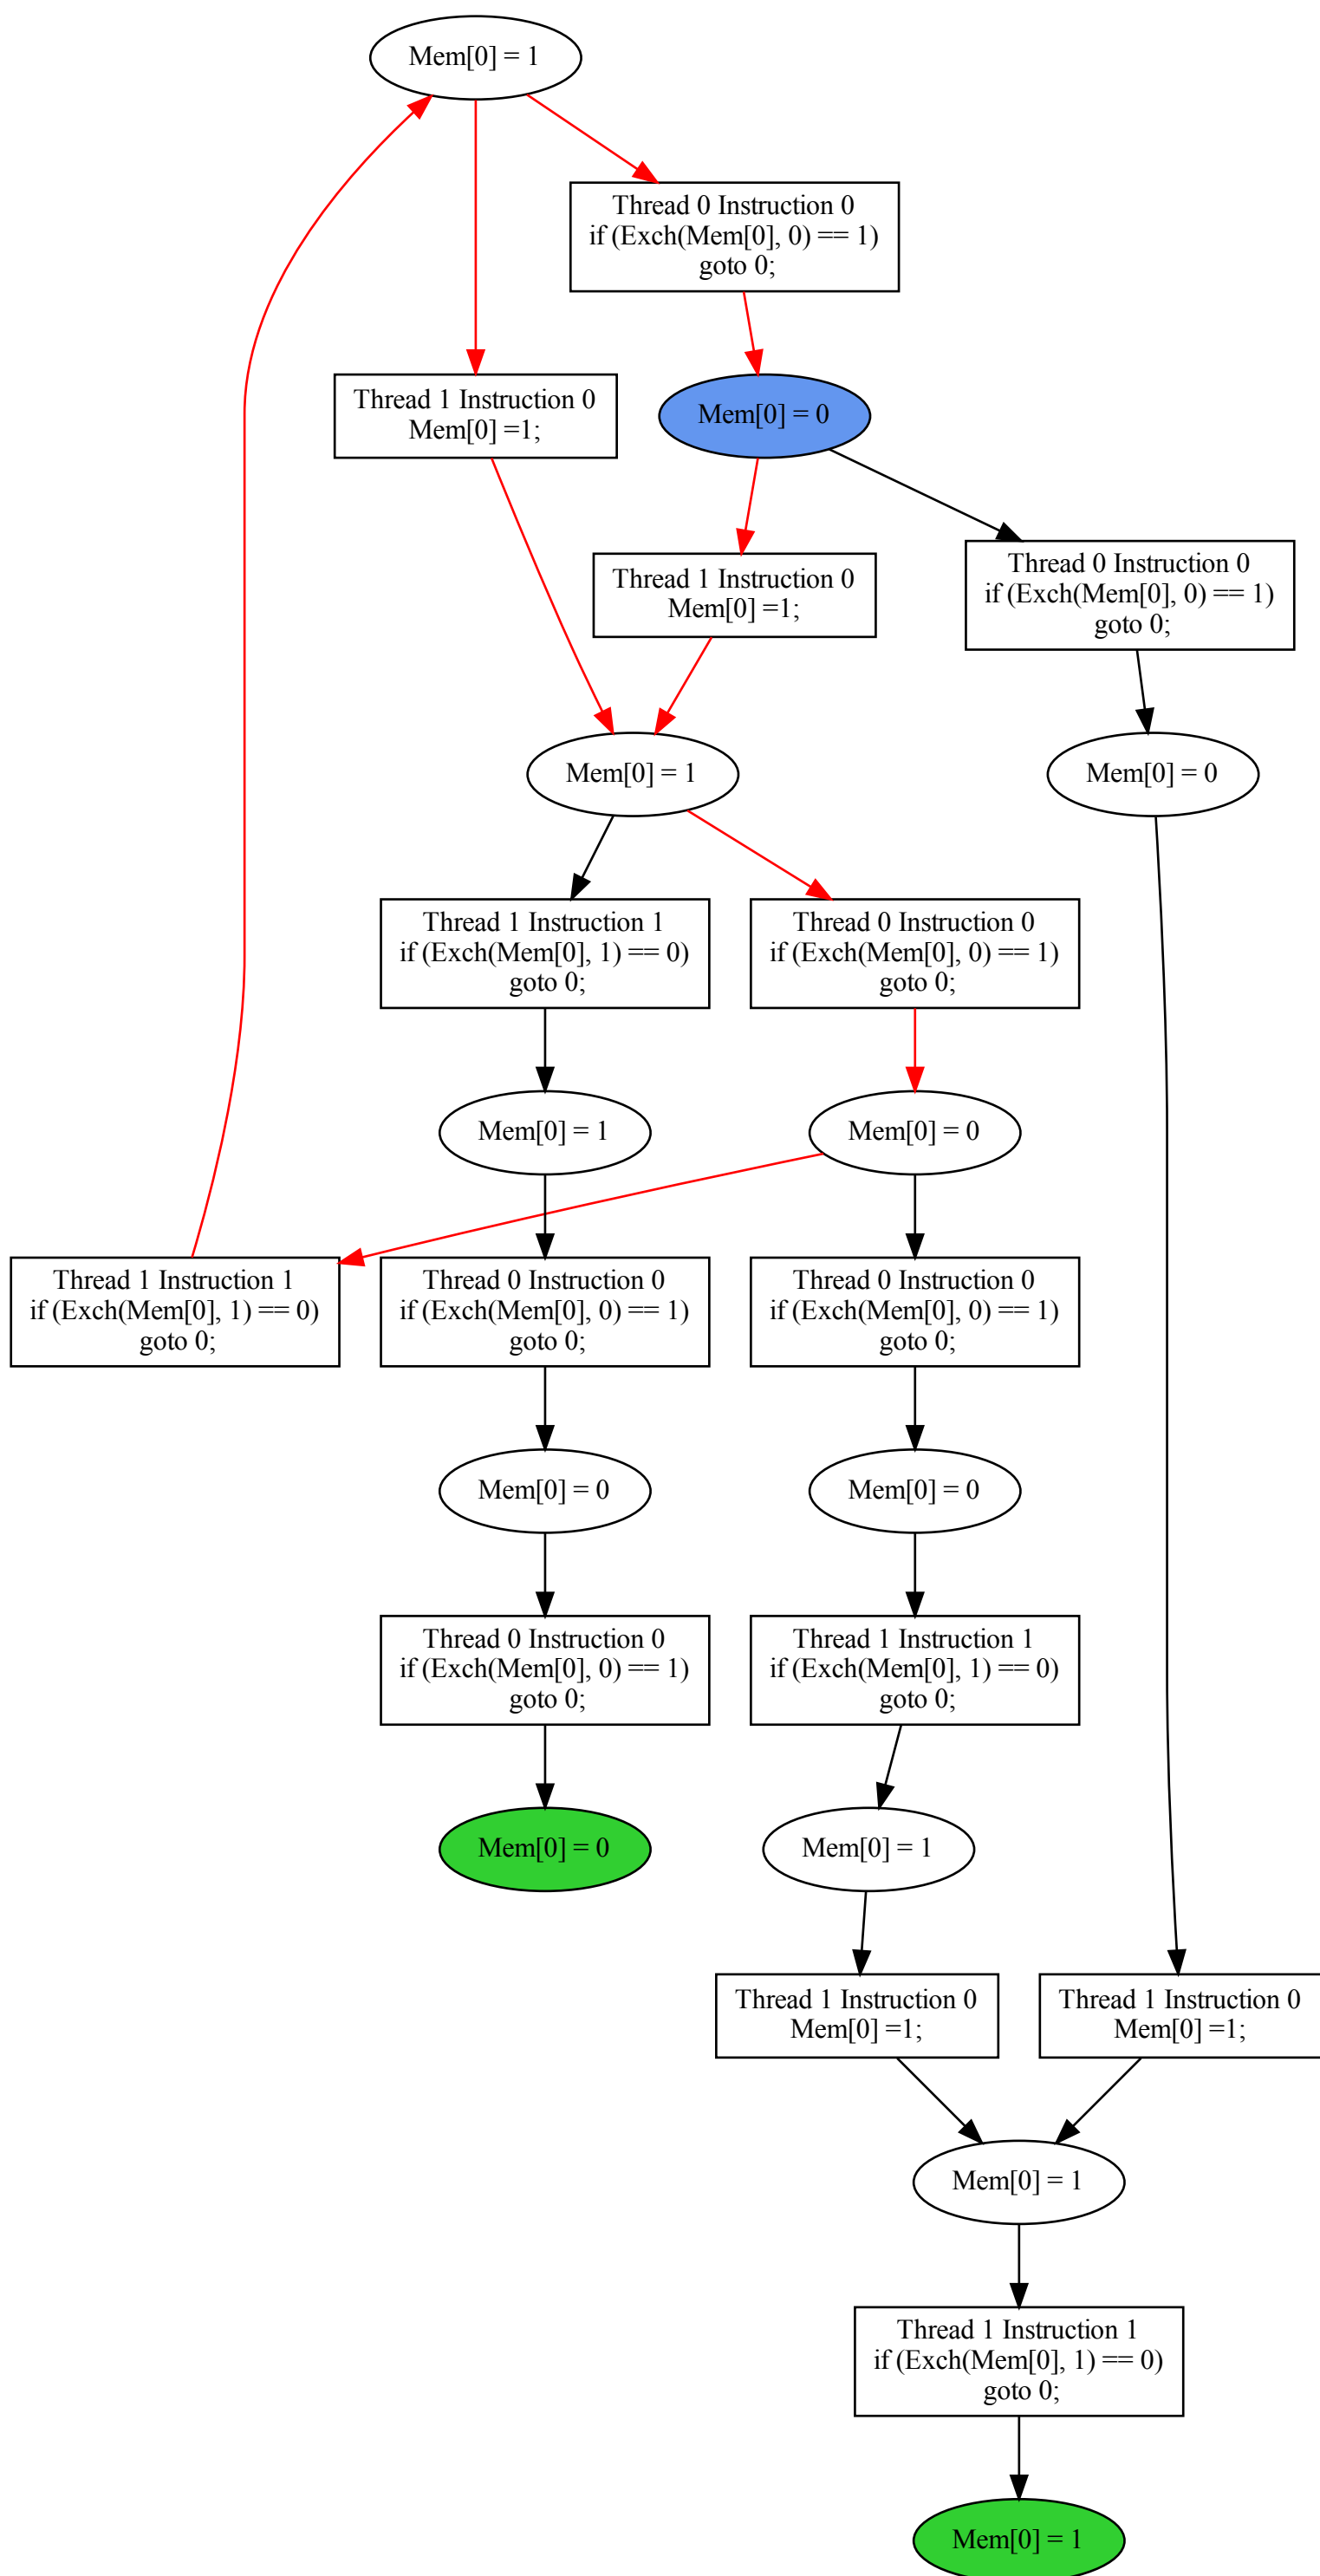 Mem[0] = 1
Thread 0 Instruction 0
if (Exch(Mem[0], 0) == 1)
goto 0;
Thread 1 Instruction 0
Mem[0] =1;
Mem[0] = 0
Thread 1 Instruction 0
Mem[0] =1;
Thread 0 Instruction 0
if (Exch(Mem[0], 0) == 1)
goto 0;
Mem[0] = 1
Mem[0] = 0
Thread 1 Instruction 1
if (Exch(Mem[0], 1) == 0)
goto 0;
Thread 0 Instruction 0
if (Exch(Mem[0], 0) == 1)
goto 0;
Mem[0] = 1
Mem[0] = 0
Thread 1 Instruction 1
if (Exch(Mem[0], 1) == 0)
goto 0;
Thread 0 Instruction 0
if (Exch(Mem[0], 0) == 1)
goto 0;
Thread 0 Instruction 0
if (Exch(Mem[0], 0) == 1)
goto 0;
Mem[0] = 0
Mem[0] = 0
Thread 0 Instruction 0
if (Exch(Mem[0], 0) == 1)
goto 0;
Thread 1 Instruction 1
if (Exch(Mem[0], 1) == 0)
goto 0;
Mem[0] = 0
Mem[0] = 1
Thread 1 Instruction 0
Mem[0] =1;
Thread 1 Instruction 0
Mem[0] =1;
Mem[0] = 1
Thread 1 Instruction 1
if (Exch(Mem[0], 1) == 0)
goto 0;
Mem[0] = 1